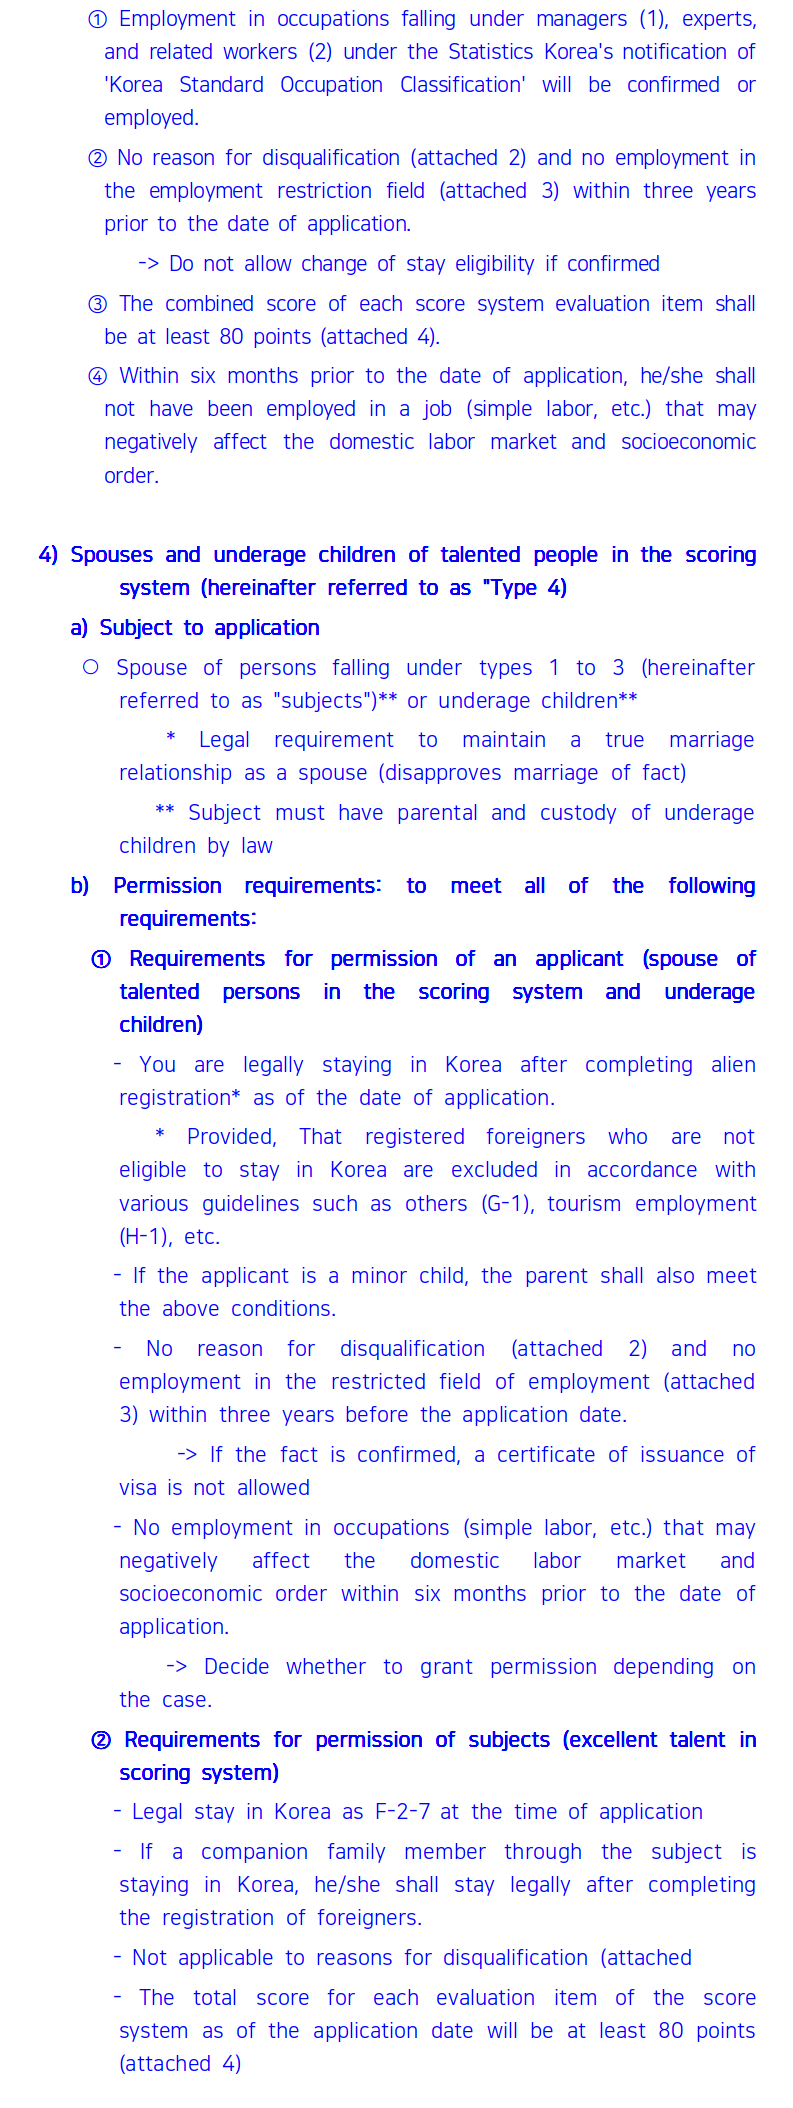 ① Employment in occupations falling under managers (1), experts,
and related workers (2) under the Statistics Korea's notification of
'Korea Standard Occupation Classification' will be confirmed or
employed.
② No reason for disqualification (attached 2) and no employment in
the employment restriction field (attached 3) within three years
prior to the date of application.
-> Do not allow change of stay eligibility if confirmed
③ The combined score of each score system evaluation item shall
be at least 80 points (attached 4).
④ Within six months prior to the date of application, he/she shall
not have been employed in a job (simple labor, etc.) that may
negatively affect the domestic labor market and socioeconomic
order.
4) Spouses and underage children of talented people in the scoring
system (hereinafter referred to as "Type 4)
a) Subject to application
○ Spouse of persons falling under types 1 to 3 (hereinafter
referred to as "subjects")** or underage children**
* Legal requirement to maintain a true marriage
relationship as a spouse (disapproves marriage of fact)
** Subject must have parental and custody of underage
children by law
b) Permission requirements: to meet all of the following
requirements:
① Requirements for permission of an applicant (spouse of
talented persons in the scoring system and underage
children)
- You are legally staying in Korea after completing alien
registration* as of the date of application.
* Provided, That registered foreigners who are not
eligible to stay in Korea are excluded in accordance with
various guidelines such as others (G-1), tourism employment
(H-1), etc.
- If the applicant is a minor child, the parent shall also meet
the above conditions.
- No reason for disqualification (attached 2) and no
employment in the restricted field of employment (attached
3) within three years before the application date.
-> If the fact is confirmed, a certificate of issuance of
visa is not allowed
- No employment in occupations (simple labor, etc.) that may
negatively affect the domestic labor market and
socioeconomic order within six months prior to the date of
application.
-> Decide whether to grant permission depending on
the case.
② Requirements for permission of subjects (excellent talent in
scoring system)
- Legal stay in Korea as F-2-7 at the time of application
- If a companion family member through the subject is
staying in Korea, he/she shall stay legally after completing
the registration of foreigners.
- Not applicable to reasons for disqualification (attached
- The total score for each evaluation item of the score
system as of the application date will be at least 80 points
(attached 4)